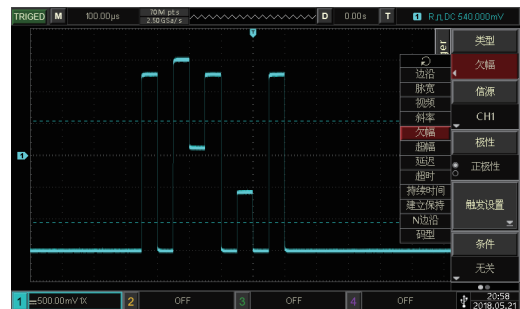 TRIGED M 100.00μs 70M pts D 0.00s T 1 R DC 540.000mV
2.50GSa/s
类型
欠幅
信源
CH1
极性
正极性
触发设置
条件
无关
边沿
脉宽
视频
斜率
欠幅
超幅
延迟
超时
持续时间
建立保持
N边沿
码型
1
1 500.00mV 1X 2 OFF 3 OFF 4 OFF
20:58
2018.05.21